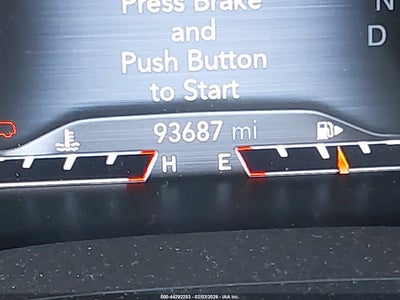 Press Brake
and
Push Button
to Start
N
D
93687 mi
H E
000-44292253 - 02/03/2026 - IAA Inc.